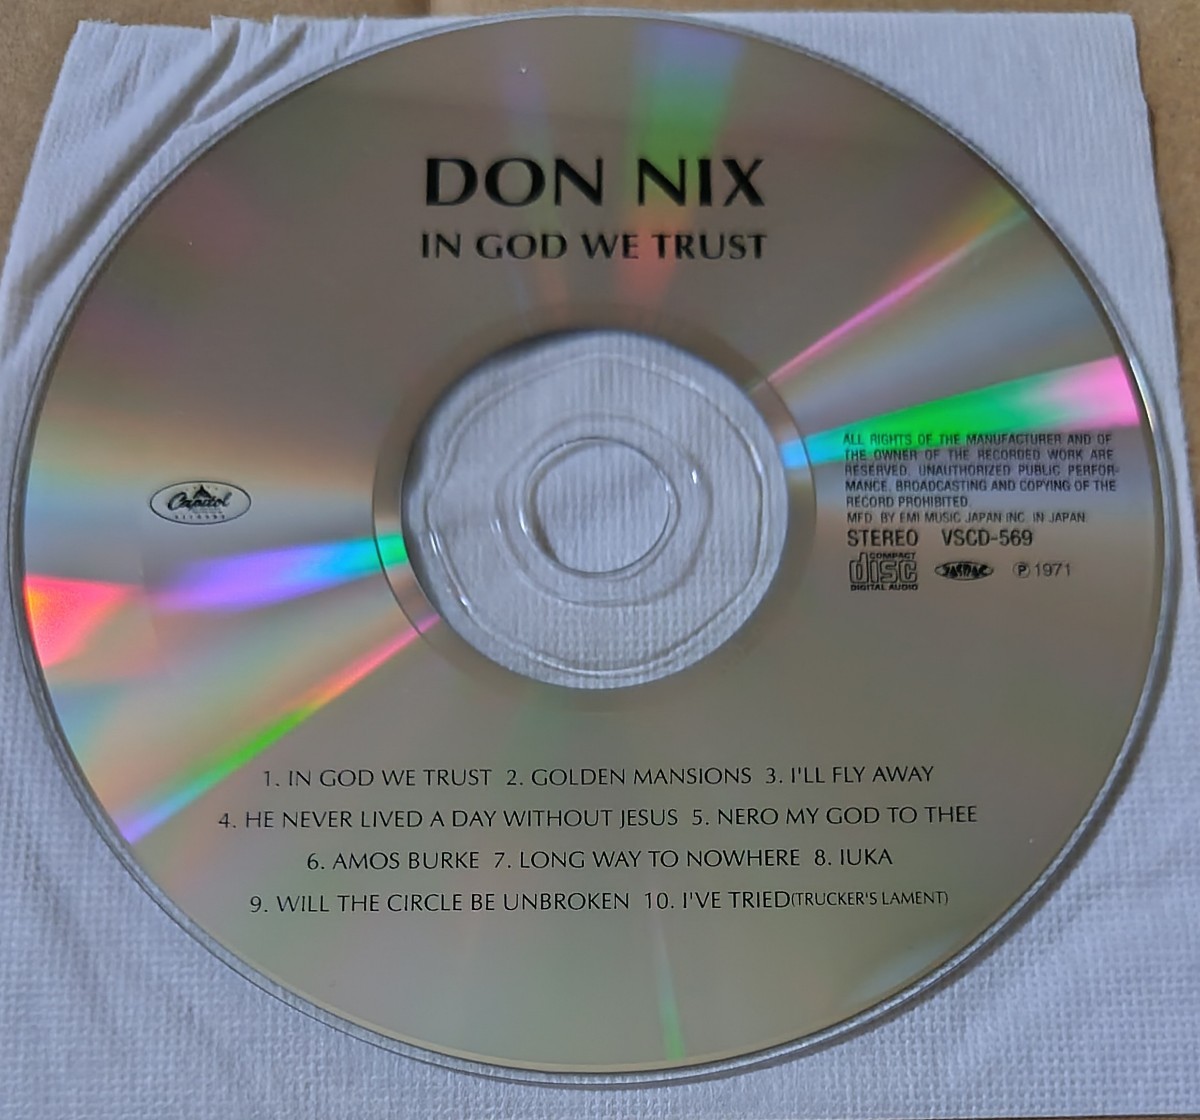 DON NIX
IN GOD WE TRUST
Capitol
RECORDS
ALL RIGHTS OF THE MANUFACTURER AND OF
THE OWNER OF THE RECORDED WORK ARE
RESERVED. UNAUTHORIZED PUBLIC PERFOR-
MANCE, BROADCASTING AND COPYING OF THE
RECORD PROHIBITED.
MFD. BY EMI MUSIC JAPAN INC. IN JAPAN
STEREO VSCD-569
COMPACT
disc
DIGITAL AUDIO
JASRAC
℗ 1971
1. IN GOD WE TRUST 2. GOLDEN MANSIONS 3. I'LL FLY AWAY
4. HE NEVER LIVED A DAY WITHOUT JESUS 5. NERO MY GOD TO THEE
6. AMOS BURKE 7. LONG WAY TO NOWHERE 8. IUKA
9. WILL THE CIRCLE BE UNBROKEN 10. I'VE TRIED(TRUCKER'S LAMENT)